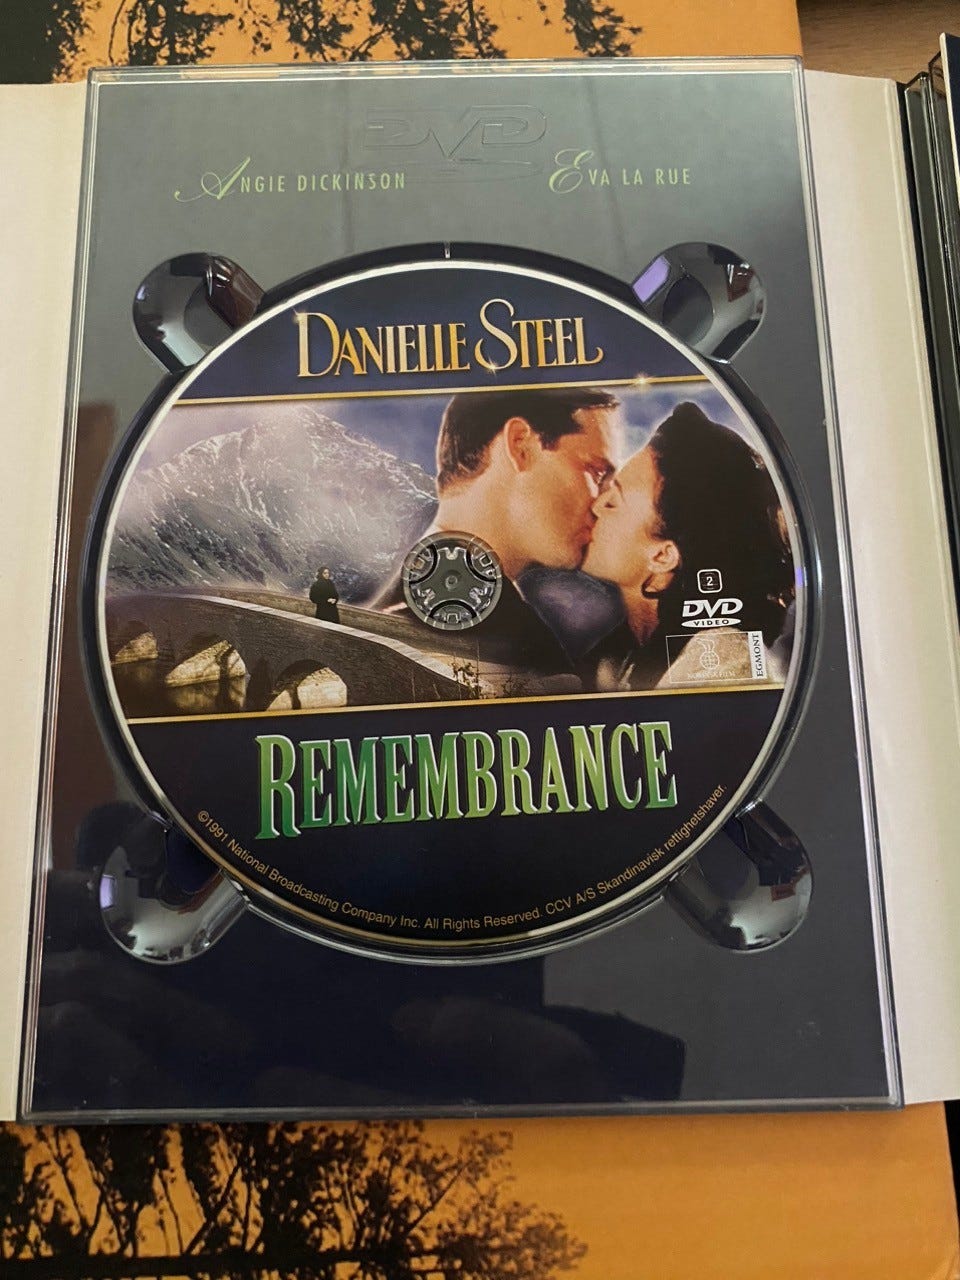 DVD
ANGIE DICKINSON
EVA LA RUE
DANIELLE STEEL
2
DVD
VIDEO
EGMONT
REMEMBRANCE
©1991 National Broadcasting Company Inc. All Rights Reserved. CCV A/S Skandinavisk rettighetshaver.